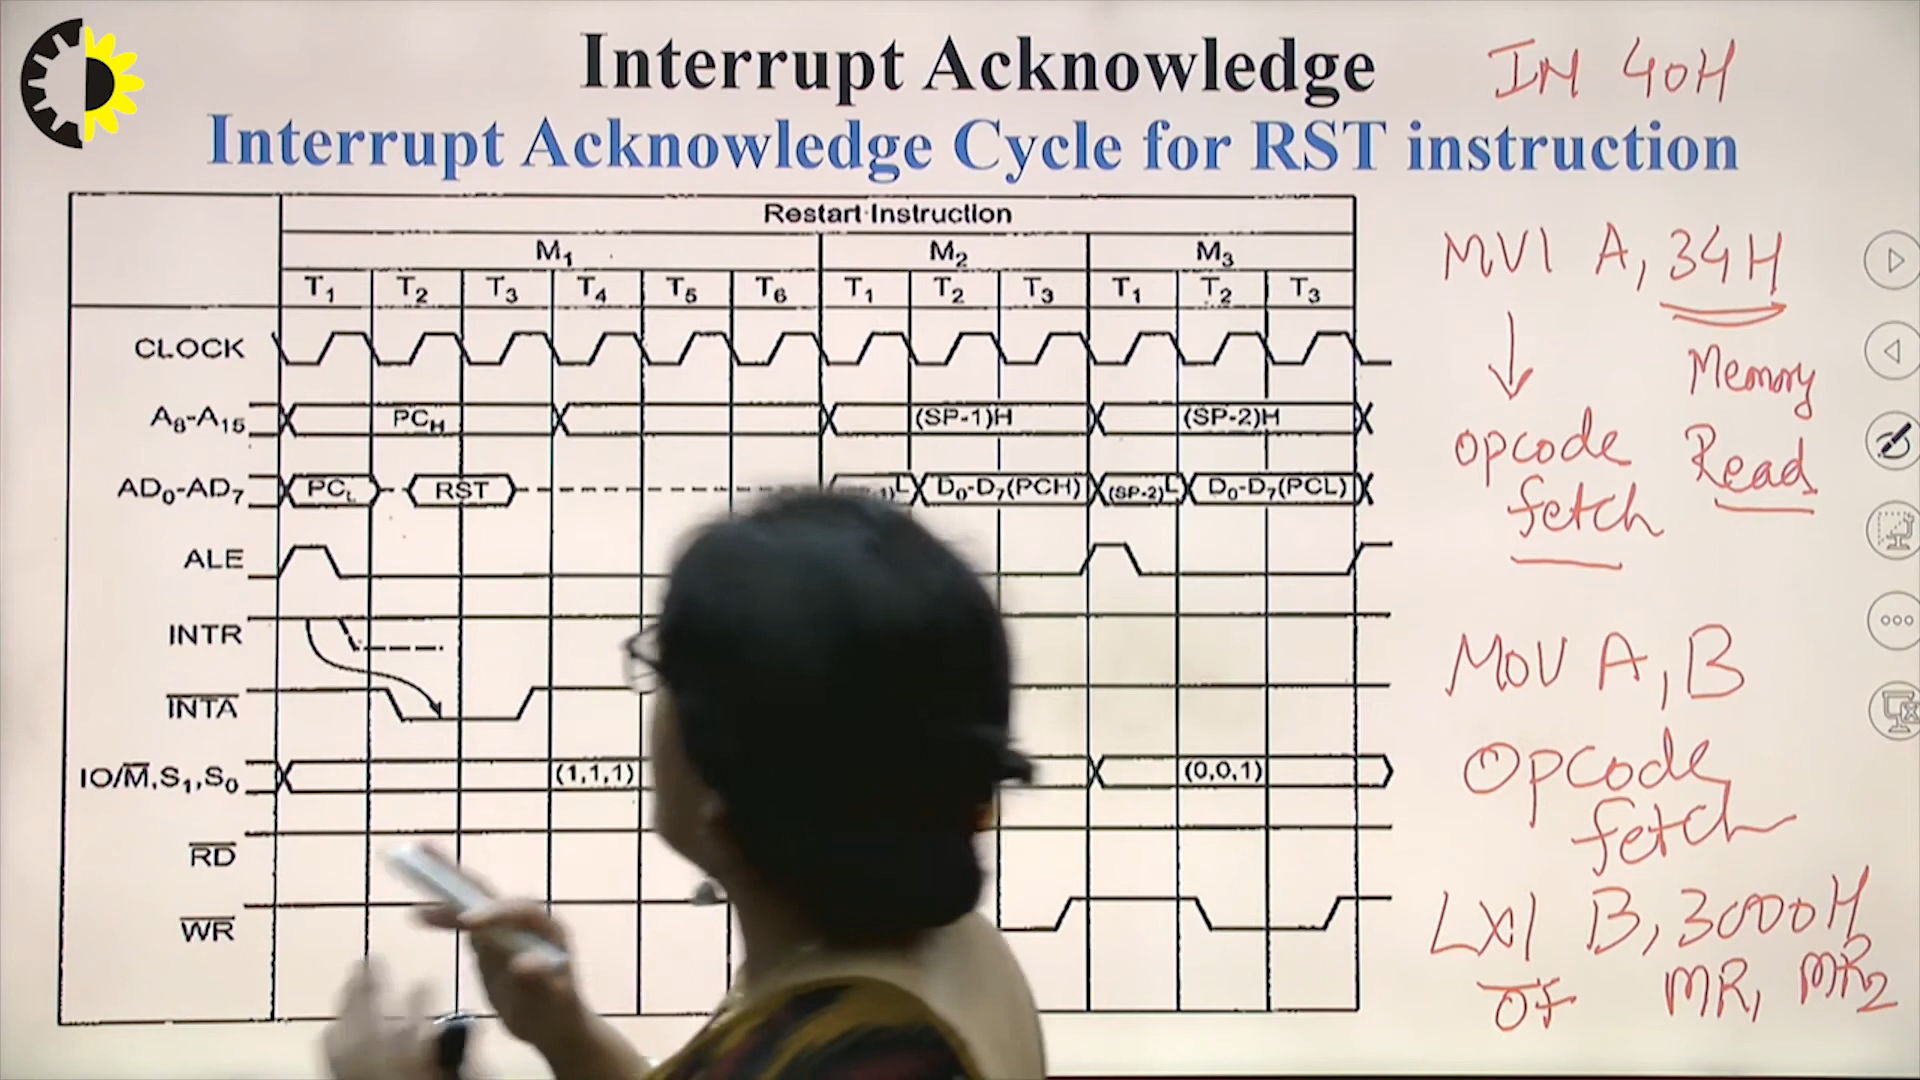 Interrupt Acknowledge
IN 40H
Interrupt Acknowledge Cycle for RST instruction
Restart Instruction
M1 M2 M3
T1 T2 T3 T4 T5 T6 T1 T2 T3 T1 T2 T3
CLOCK
A8-A15 PCH (SP-1)H (SP-2)H
AD0-AD7 PCL RST D0-D7(PCH) (SP-2)L D0-D7(PCL)
ALE
INTR
INTA
IO/M,S1,S0 (1,1,1) (0,0,1)
RD
WR
MVI A, 34H
Memory
Read
opcode
fetch
MOV A, B
Opcode
fetch
LXI B, 3000H
OF MR1 MR2